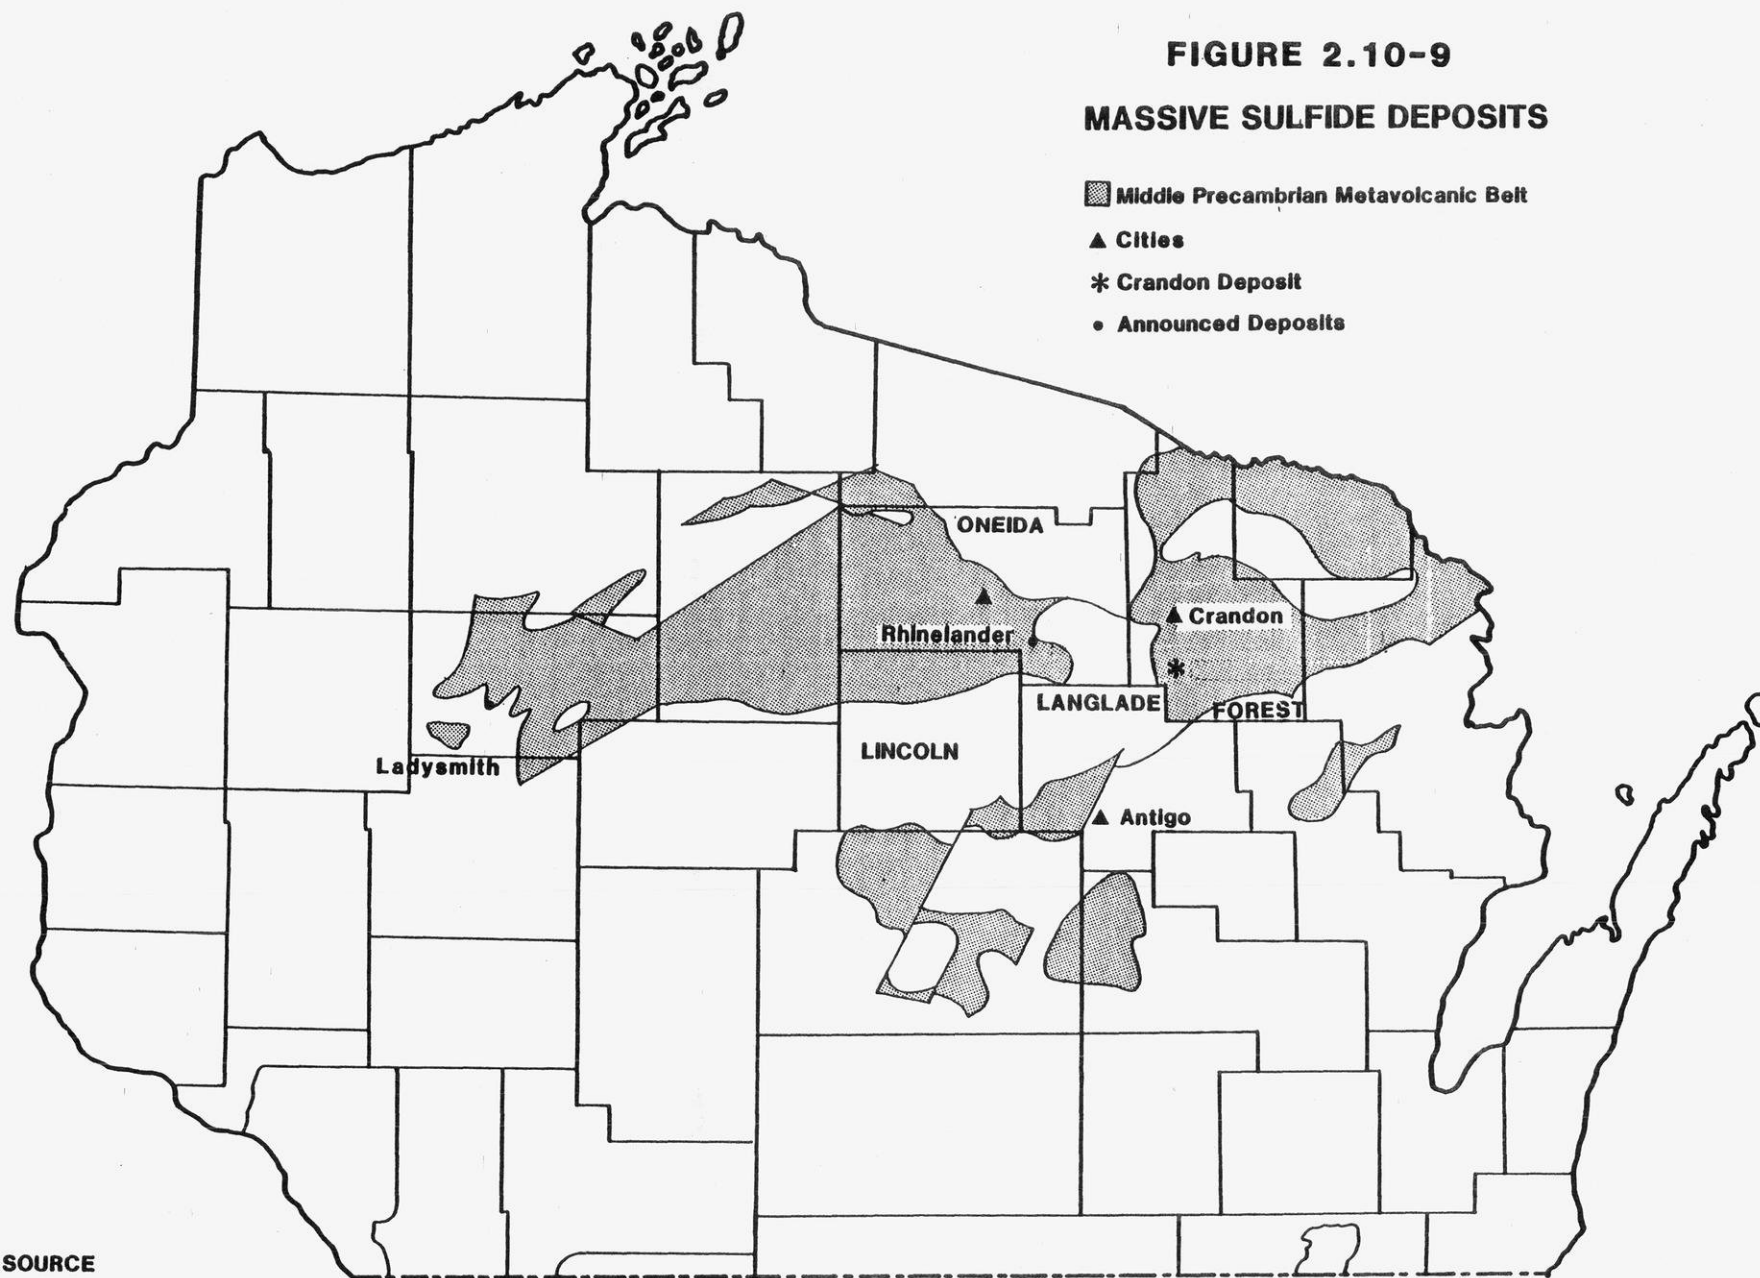 FIGURE 2.10-9
MASSIVE SULFIDE DEPOSITS
Middle Precambrian Metavolcanic Belt
Cities
Crandon Deposit
Announced Deposits
ONEIDA
Crandon
Rhinelander
LANGLADE
FOREST
LINCOLN
Ladysmith
Antigo
SOURCE